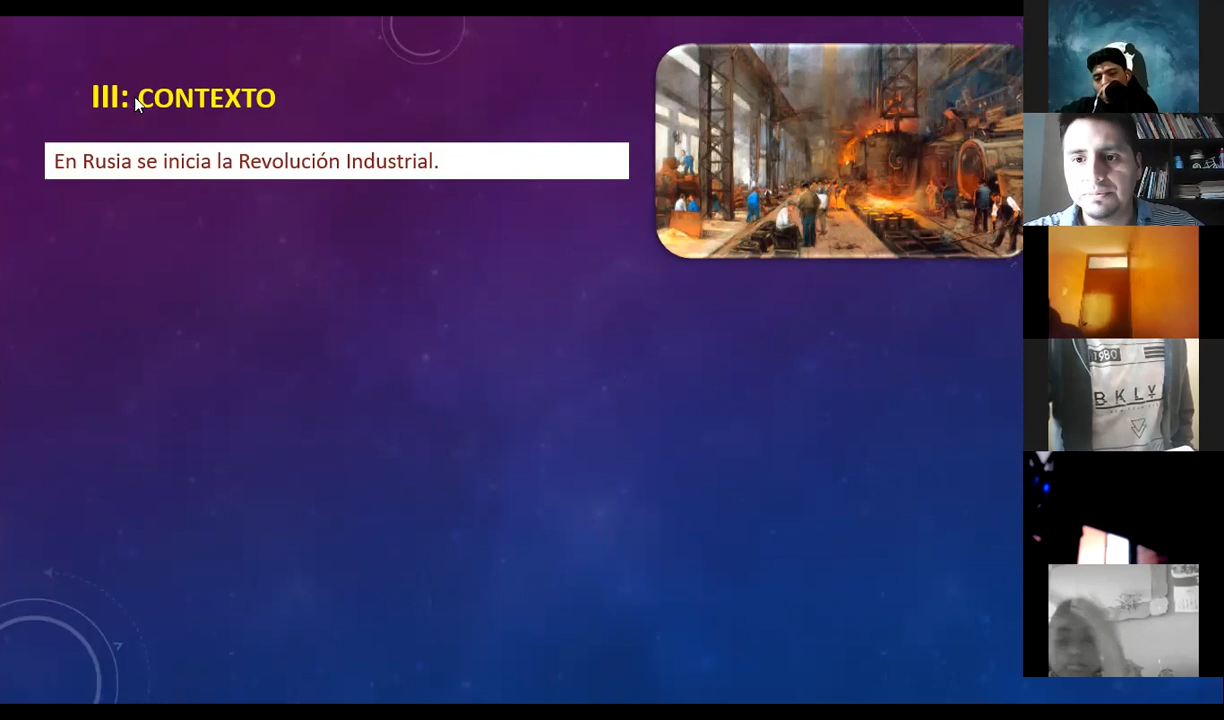 III: CONTEXTO
En Rusia se inicia la Revolución Industrial.
1980
BKLY